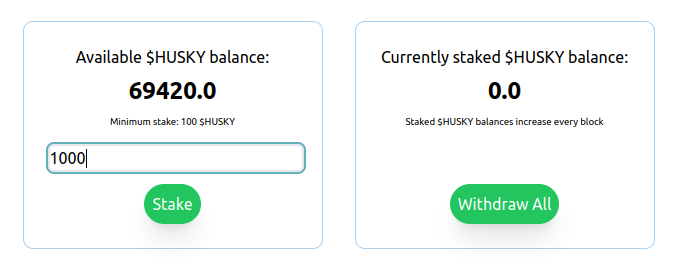 Available $HUSKY balance:
69420.0
Minimum stake: 100 $HUSKY
1000
Stake
Currently staked $HUSKY balance:
0.0
Staked $HUSKY balances increase every block
Withdraw All